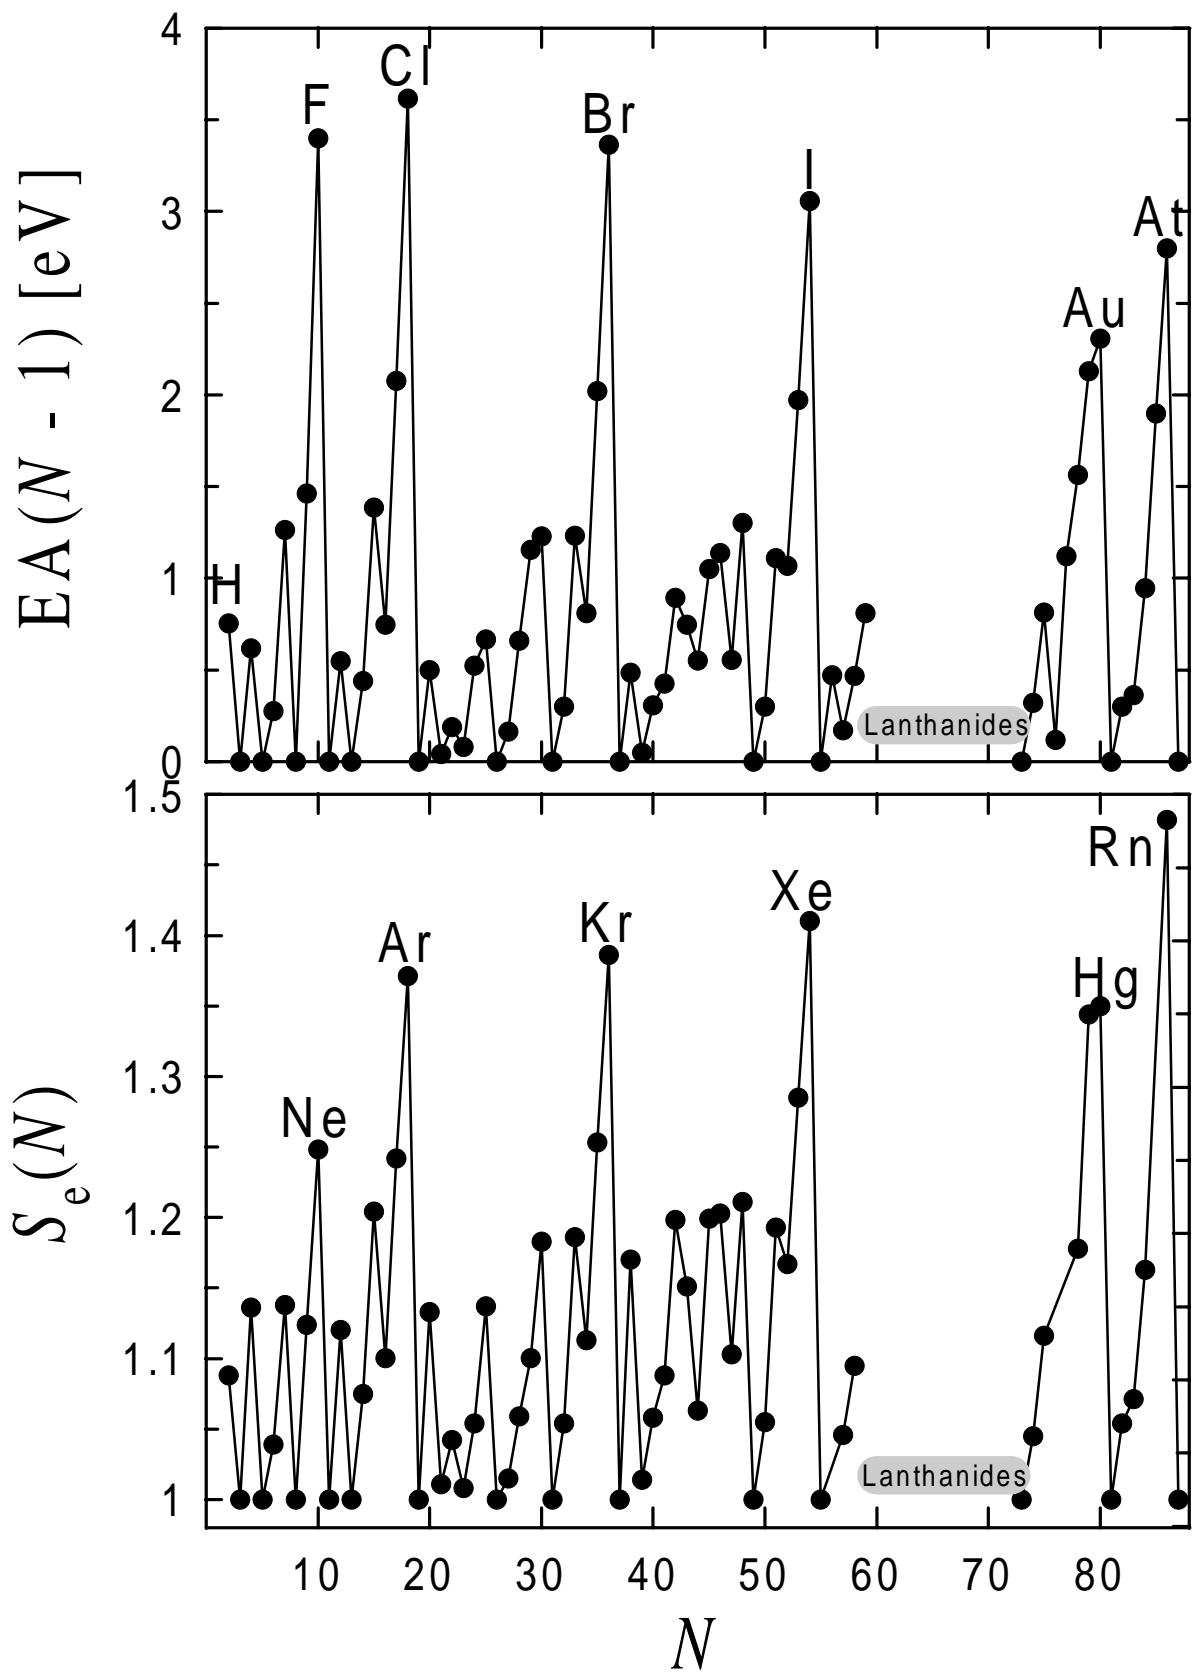 4
Cl
F
Br
I
3
At
Au
EA(N - 1) [eV]
2
1
H
Lanthanides
0
1.5
Rn
Xe
Kr
1.4
Ar
Hg
1.3
Ne
Se(N)
1.2
1.1
Lanthanides
1
10 20 30 40 50 60 70 80
N